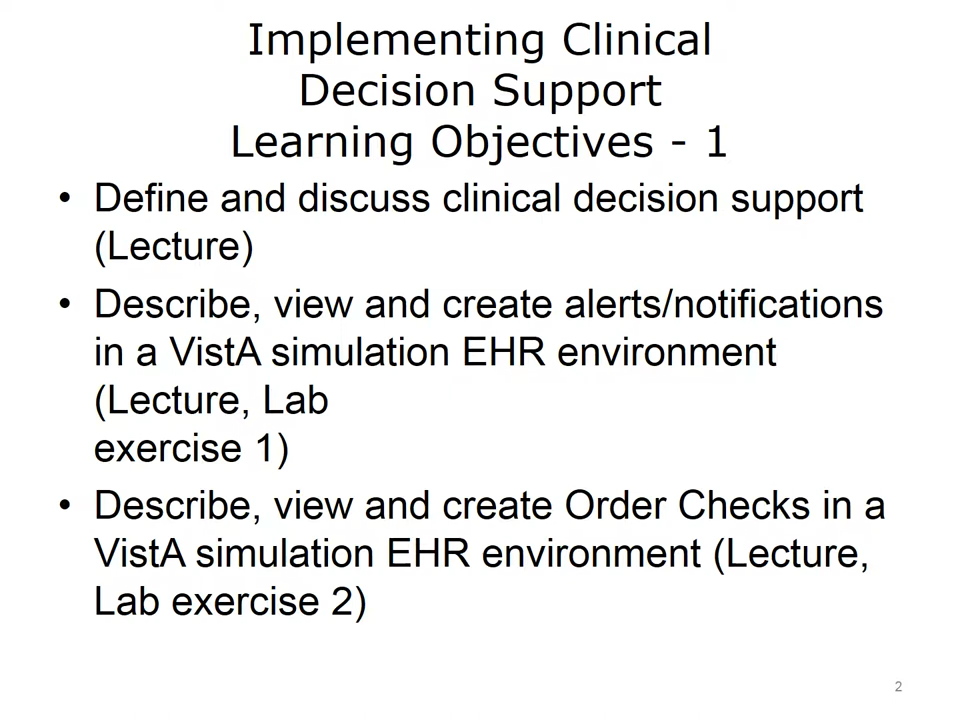 Implementing Clinical
Decision Support
Learning Objectives - 1
• Define and discuss clinical decision support
(Lecture)
• Describe, view and create alerts/notifications
in a VistA simulation EHR environment
(Lecture, Lab
exercise 1)
• Describe, view and create Order Checks in a
VistA simulation EHR environment (Lecture,
Lab exercise 2)
2